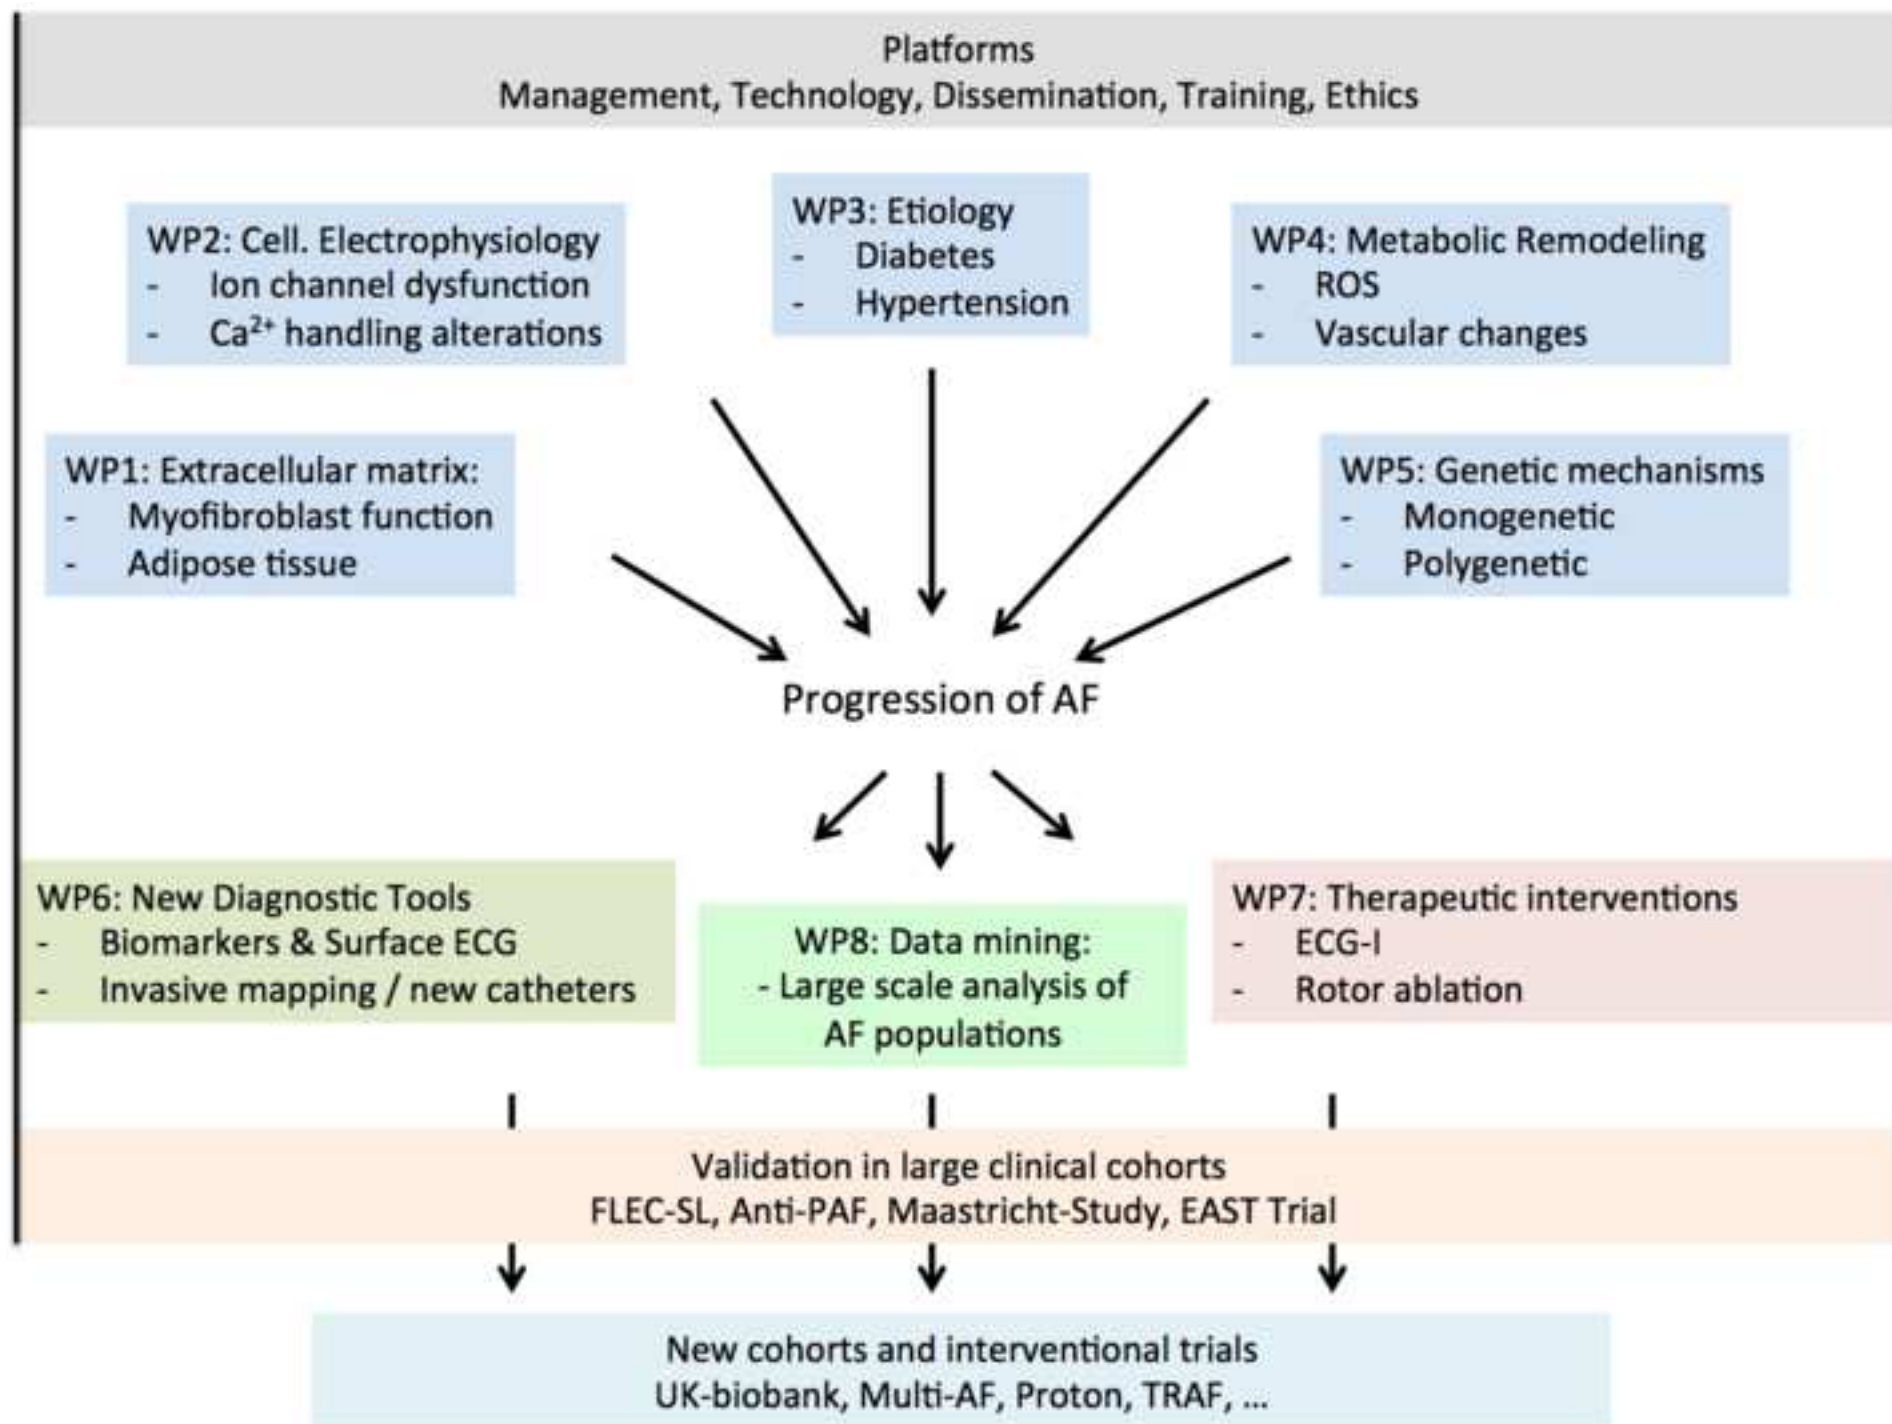 Platforms
Management, Technology, Dissemination, Training, Ethics
WP2: Cell. Electrophysiology
- Ion channel dysfunction
- Ca²⁺ handling alterations
WP3: Etiology
- Diabetes
- Hypertension
WP4: Metabolic Remodeling
- ROS
- Vascular changes
WP1: Extracellular matrix:
- Myofibroblast function
- Adipose tissue
WP5: Genetic mechanisms
- Monogenetic
- Polygenetic
Progression of AF
WP6: New Diagnostic Tools
- Biomarkers & Surface ECG
- Invasive mapping / new catheters
WP8: Data mining:
- Large scale analysis of
AF populations
WP7: Therapeutic interventions
- ECG-I
- Rotor ablation
Validation in large clinical cohorts
FLEC-SL, Anti-PAF, Maastricht-Study, EAST Trial
New cohorts and interventional trials
UK-biobank, Multi-AF, Proton, TRAF, ...